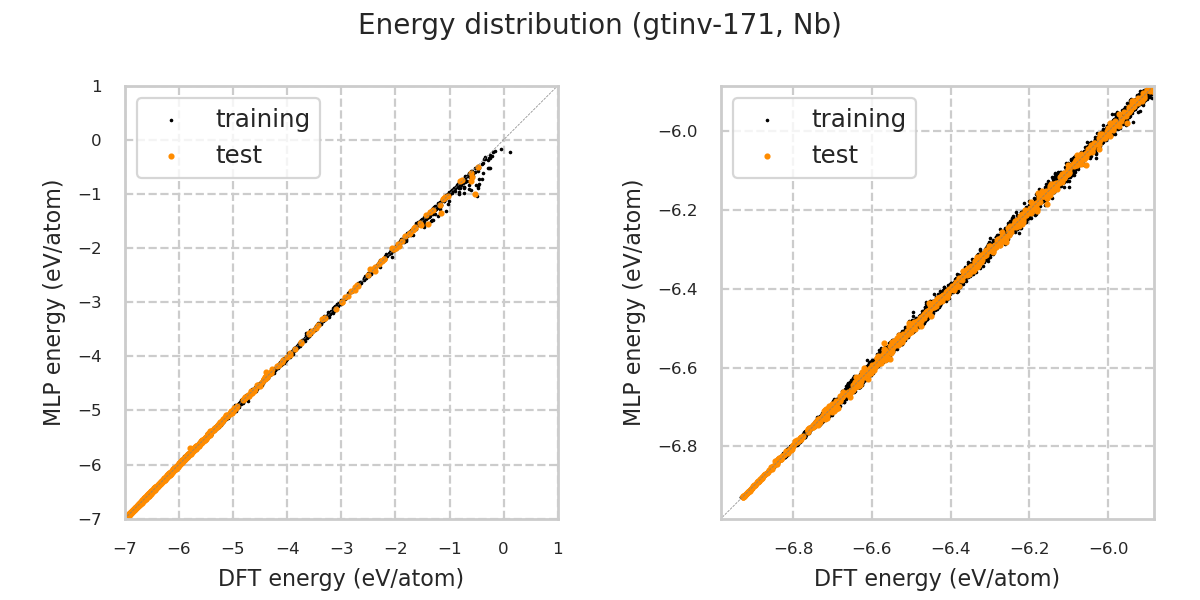 Energy distribution (gtinv-171, Nb)
training
test
1
0
−1
−2
−3
−4
−5
−6
−7
MLP energy (eV/atom)
−7 −6 −5 −4 −3 −2 −1 0 1
DFT energy (eV/atom)
training
test
−6.0
−6.2
−6.4
−6.6
−6.8
MLP energy (eV/atom)
−6.8 −6.6 −6.4 −6.2 −6.0
DFT energy (eV/atom)